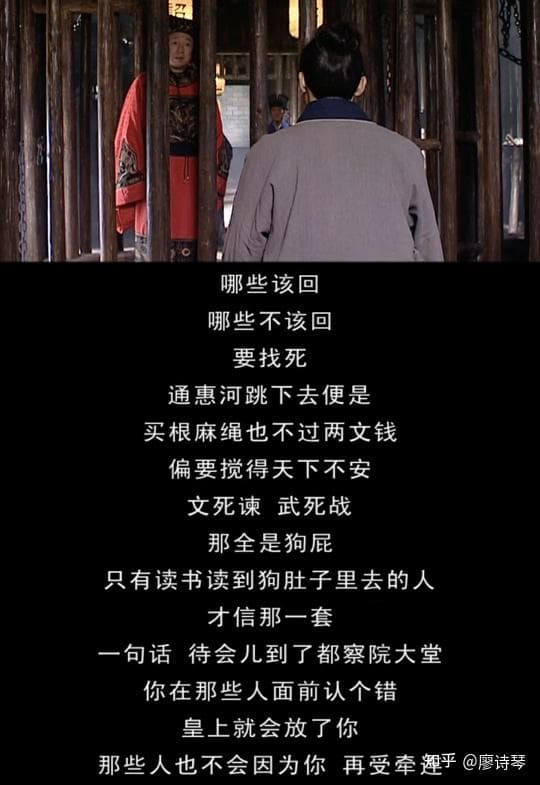 哪些该回
哪些不该回
要找死
通惠河跳下去便是
买根麻绳也不过两文钱
偏要搅得天下不安
文死谏 武死战
那全是狗屁
只有读书读到狗肚子里去的人
才信那一套
一句话 待会儿到了都察院大堂
你在那些人面前认个错
皇上就会放了你
那些人也不会因为你 再受牵连
知乎 @廖诗琴